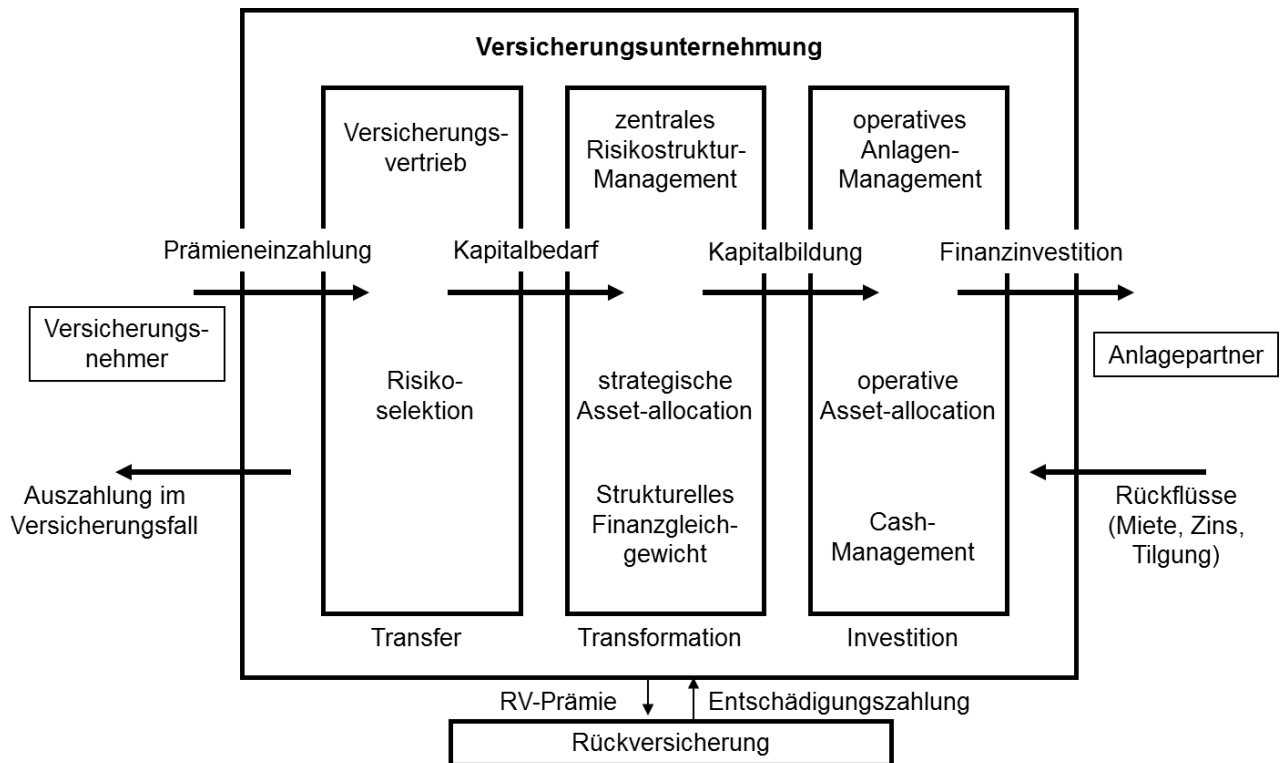 Versicherungsunternehmung
Versicherungs-
vertrieb
zentrales
Risikostruktur-
Management
operatives
Anlagen-
Management
Prämieneinzahlung
Kapitalbedarf
Kapitalbildung
Finanzinvestition
Versicherungs-
nehmer
Anlagepartner
Risiko-
selektion
strategische
Asset-allocation
operative
Asset-allocation
Auszahlung im
Versicherungsfall
Strukturelles
Finanzgleich-
gewicht
Cash-
Management
Rückflüsse
(Miete, Zins,
Tilgung)
Transfer
Transformation
Investition
RV-Prämie
Entschädigungszahlung
Rückversicherung